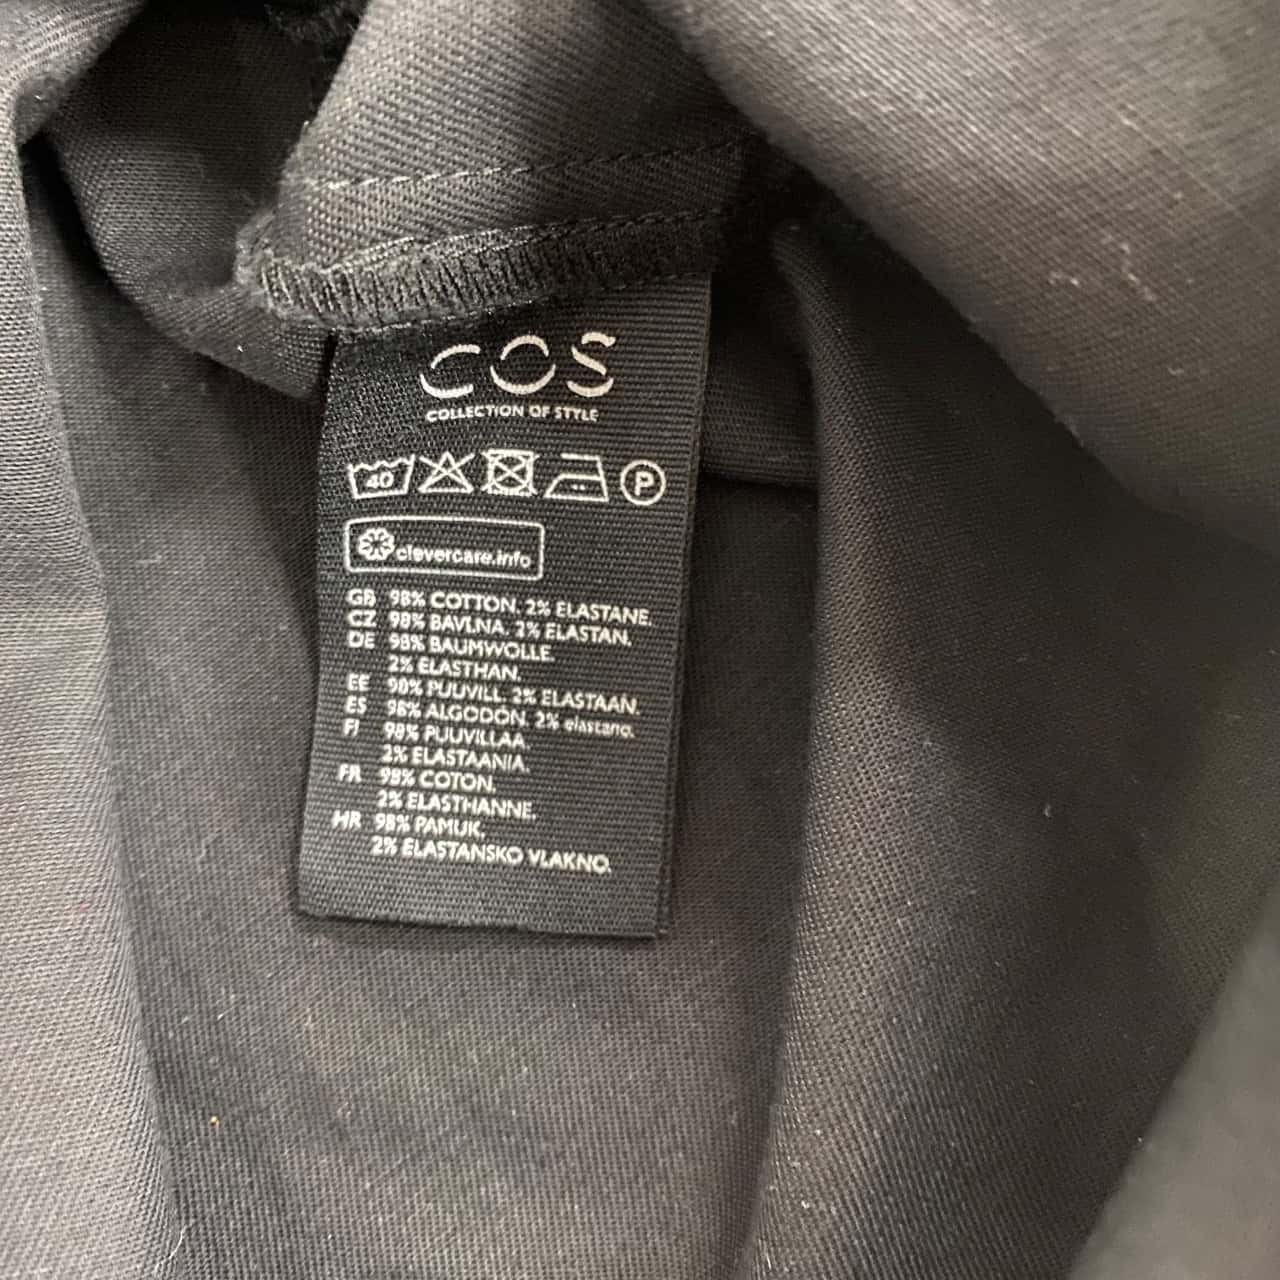 COS
COLLECTION OF STYLE
40 P
clevercare.info
GB 98% COTTON. 2% ELASTANE.
CZ 98% BAVLNA. 2% ELASTAN.
DE 98% BAUMWOLLE.
2% ELASTHAN.
EE 98% PUUVILL. 2% ELASTAAN.
ES 98% ALGODÓN. 2% elastano.
FI 98% PUUVILLAA
2% ELASTAANIA.
FR 98% COTON.
2% ELASTHANNE.
HR 98% PAMUK.
2% ELASTANSKO VLAKNO.